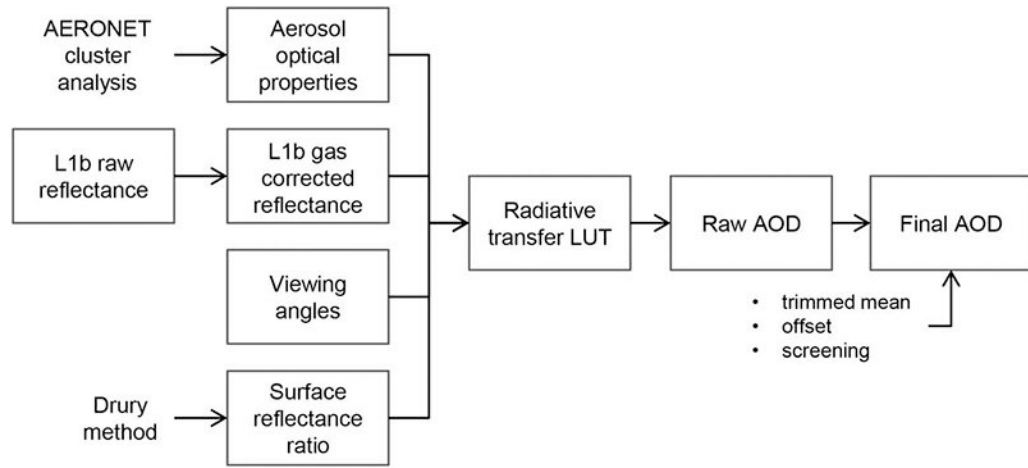 AERONET
cluster
analysis
Aerosol
optical
properties
L1b raw
reflectance
L1b gas
corrected
reflectance
Viewing
angles
Drury
method
Surface
reflectance
ratio
Radiative
transfer LUT
Raw AOD
Final AOD
• trimmed mean
• offset
• screening